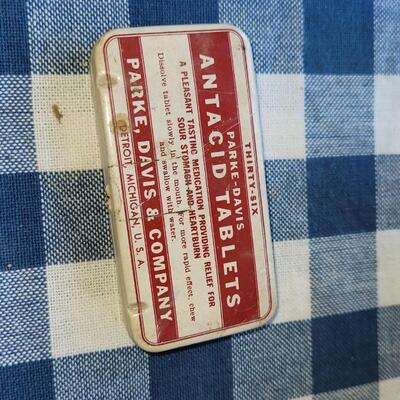 THIRTY-SIX
PARKE-DAVIS
ANTACID TABLETS
A PLEASANT TASTING MEDICATION PROVIDING RELIEF FOR
SOUR STOMACH AND HEARTBURN
Dissolve tablet slowly in the mouth. For more rapid effect, chew
and swallow with water.
PARKE, DAVIS & COMPANY
DETROIT, MICHIGAN, U. S. A.